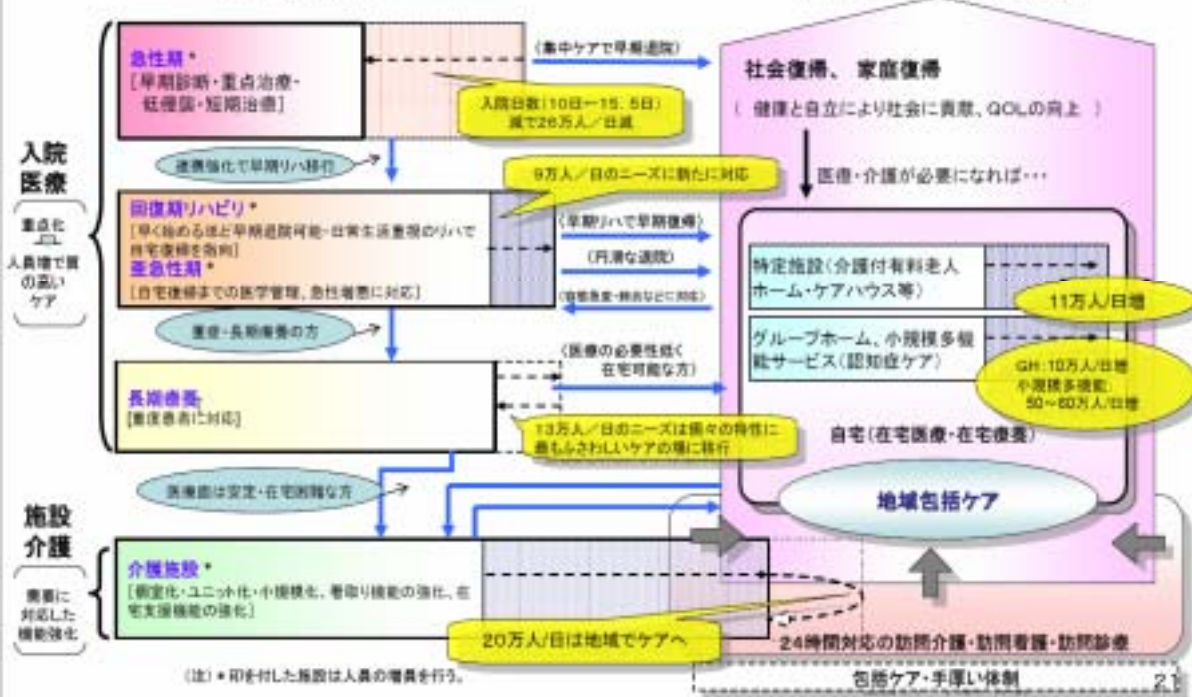 入院
医療
重点化
人員増で質
の高い
ケア
急性期*
[早期診断・重点治療・
低侵襲・短期治療]
(集中ケアで早期退院)
入院日数(10日~15.5日)
減で26万人/日減
連携強化で早期リハ移行
回復期リハビリ*
[早く始めるほど早期退院可能・日常生活重視のリハで
自宅復帰を指向]
亜急性期*
[自宅復帰までの医学管理、急性増悪に対応]
9万人/日のニーズに新たに対応
(早期リハで早期復帰)
(円滑な退院)
重症・長期療養の方
長期療養
[重度患者に対応]
(医療の必要性低く
在宅可能な方)
13万人/日のニーズは個々の特性に
最もふさわしいケアの場に移行
医療面は安定・在宅困難な方
施設
介護
需要に
対応した
機能強化
介護施設*
[個室化・ユニット化・小規模化、看取り機能の強化、在
宅支援機能の強化]
20万人/日は地域でケアへ
(注)*印を付した施設は人員の増員を行う。
社会復帰、家庭復帰
( 健康と自立により社会に貢献、QOLの向上 )
医療・介護が必要になれば・・・
特定施設(介護付有料老人
ホーム・ケアハウス等)
11万人/日増
グループホーム、小規模多機
能サービス(認知症ケア)
GH:10万人/日増
小規模多機能:
50~60万人/日増
自宅(在宅医療・在宅療養)
地域包括ケア
24時間対応の訪問介護・訪問看護・訪問診療
包括ケア・手厚い体制
21